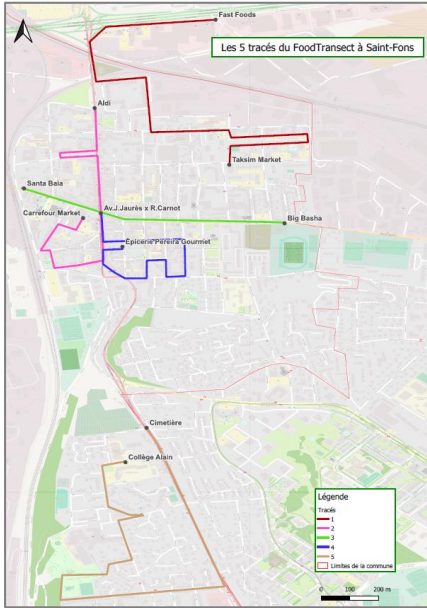 Fast Foods
Les 5 tracés du FoodTransect à Saint-Fons
Aldi
Taksim Market
Santa Baia
Av.J.Jaurès x R.Carnot
Carrefour Market
Big Basha
Épicerie Pereira Gourmet
Cimetière
Collège Alain
Légende
Tracés
1
2
3
4
5
Limites de la commune
0 100 200 m